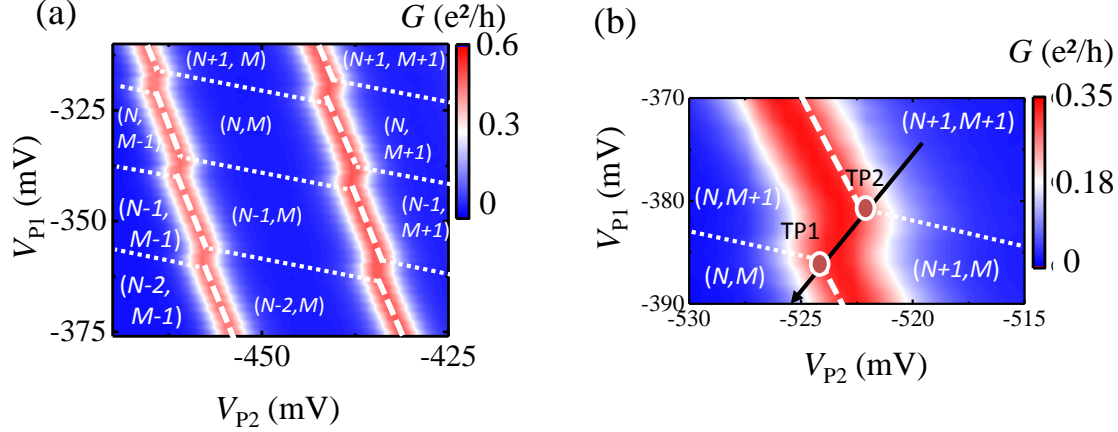 (a)
G (e²/h)
0.6
0.3
0
(N+1, M)
(N+1, M+1)
(N,
M-1)
(N,M)
(N,
M+1)
(N-1,
M-1)
(N-1,M)
(N-1,
M+1)
(N-2,
M-1)
(N-2,M)
-325
-350
-375
-450
-425
V_P1 (mV)
V_P2 (mV)
(b)
G (e²/h)
0.35
0.18
0
(N+1,M+1)
(N,M+1)
TP2
TP1
(N,M)
(N+1,M)
-370
-380
-390
-530
-524
-520
-515
V_P1 (mV)
V_P2 (mV)